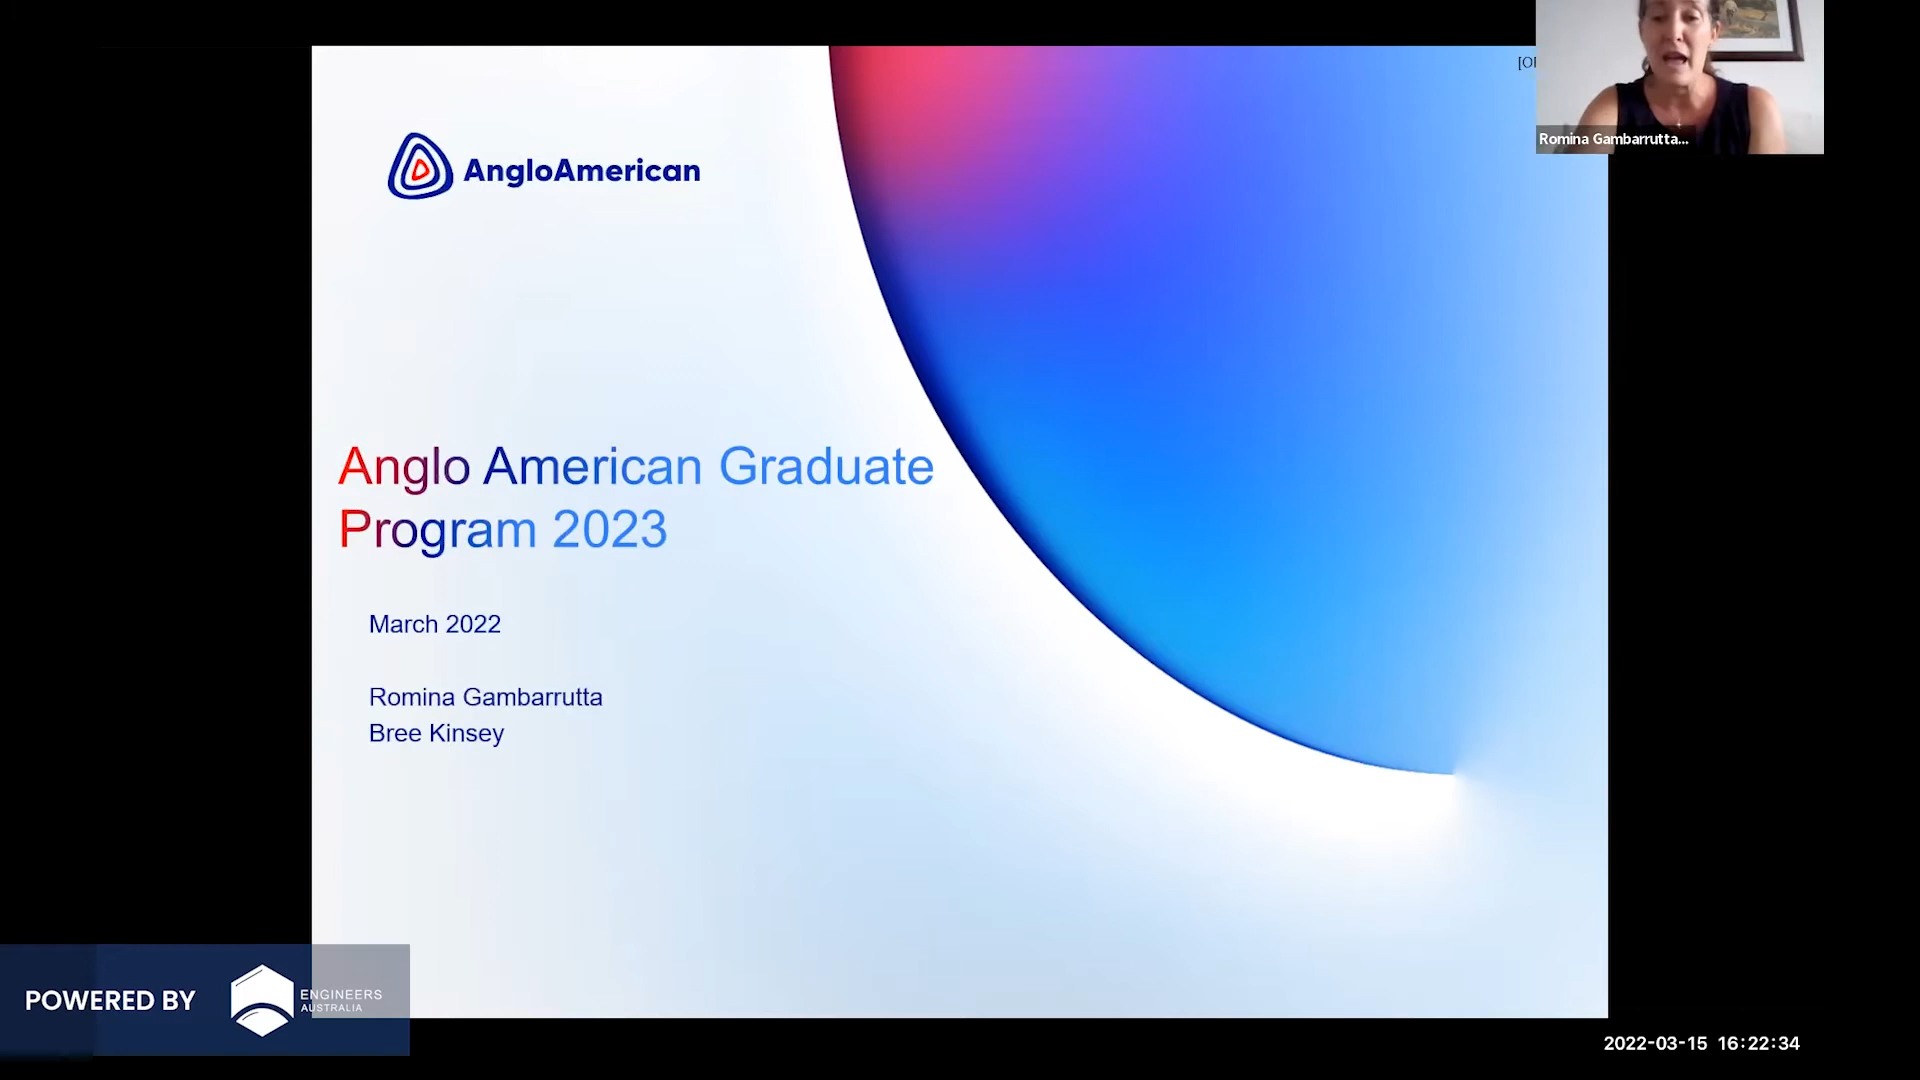 AngloAmerican
Romina Gambarrutta...
Anglo American Graduate
Program 2023
March 2022
Romina Gambarrutta
Bree Kinsey
POWERED BY
ENGINEERS
AUSTRALIA
2022-03-15 16:22:34